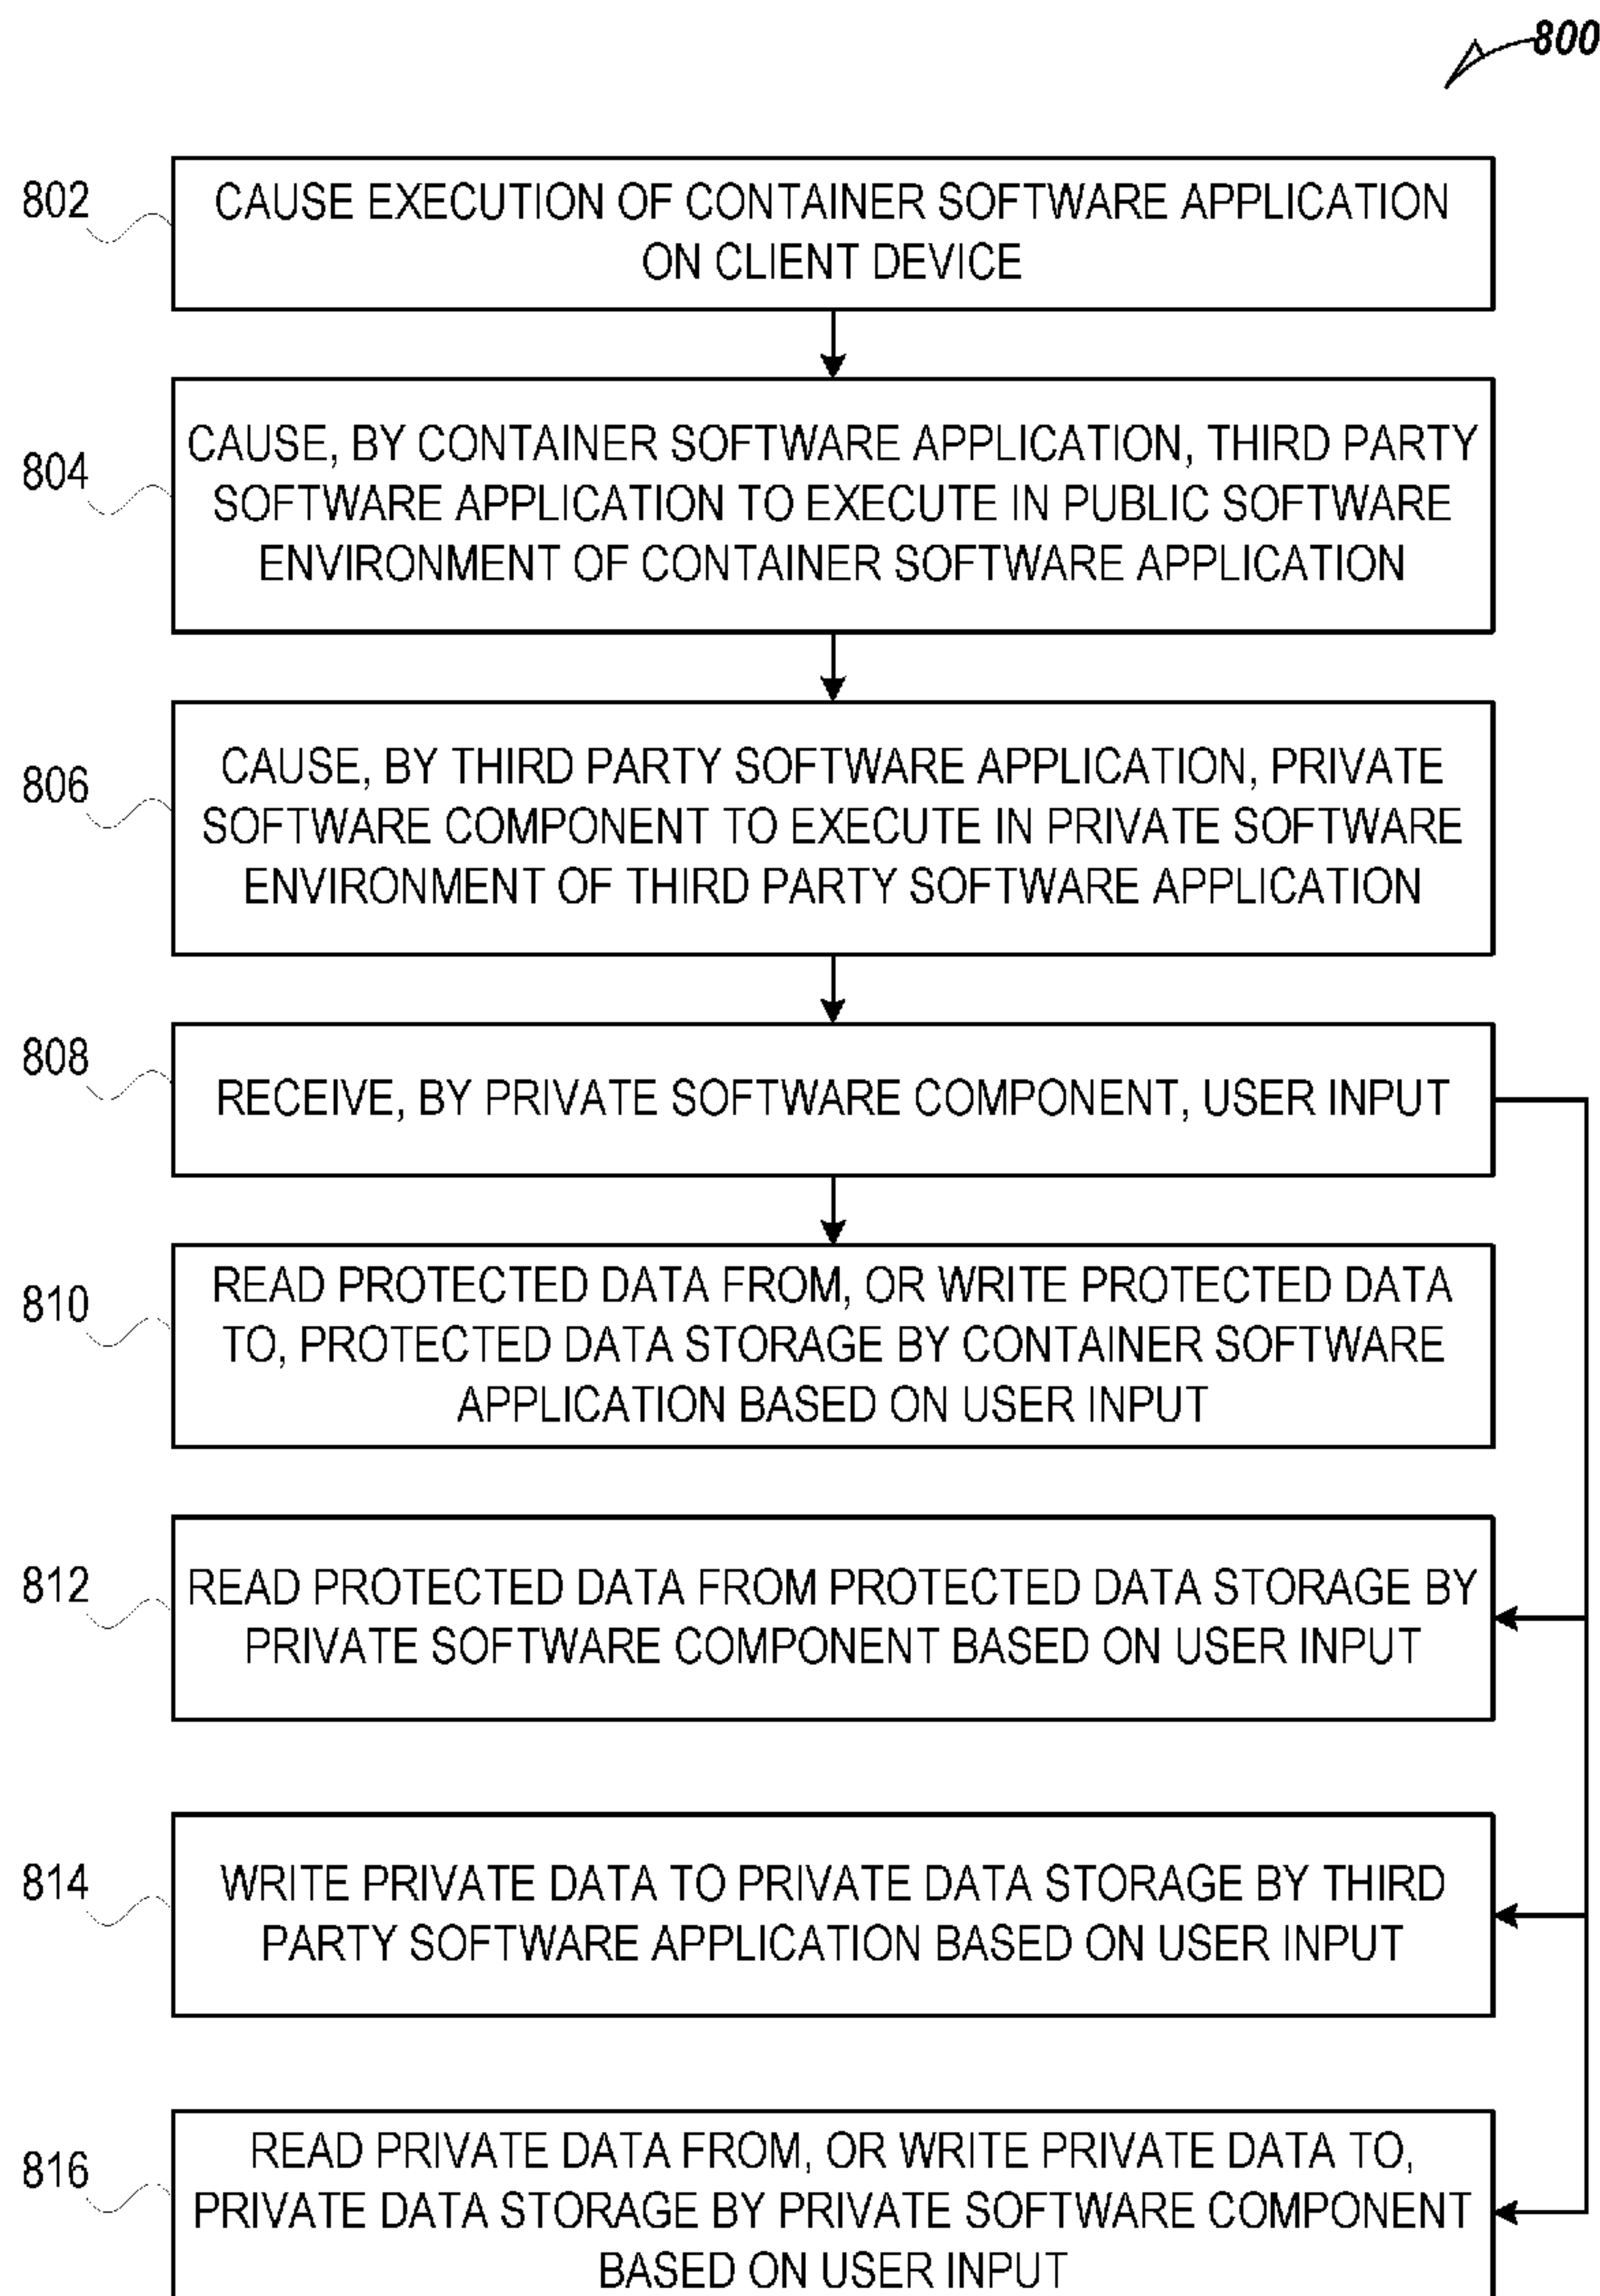 800
802
CAUSE EXECUTION OF CONTAINER SOFTWARE APPLICATION
ON CLIENT DEVICE
804
CAUSE, BY CONTAINER SOFTWARE APPLICATION, THIRD PARTY
SOFTWARE APPLICATION TO EXECUTE IN PUBLIC SOFTWARE
ENVIRONMENT OF CONTAINER SOFTWARE APPLICATION
806
CAUSE, BY THIRD PARTY SOFTWARE APPLICATION, PRIVATE
SOFTWARE COMPONENT TO EXECUTE IN PRIVATE SOFTWARE
ENVIRONMENT OF THIRD PARTY SOFTWARE APPLICATION
808
RECEIVE, BY PRIVATE SOFTWARE COMPONENT, USER INPUT
810
READ PROTECTED DATA FROM, OR WRITE PROTECTED DATA
TO, PROTECTED DATA STORAGE BY CONTAINER SOFTWARE
APPLICATION BASED ON USER INPUT
812
READ PROTECTED DATA FROM PROTECTED DATA STORAGE BY
PRIVATE SOFTWARE COMPONENT BASED ON USER INPUT
814
WRITE PRIVATE DATA TO PRIVATE DATA STORAGE BY THIRD
PARTY SOFTWARE APPLICATION BASED ON USER INPUT
816
READ PRIVATE DATA FROM, OR WRITE PRIVATE DATA TO,
PRIVATE DATA STORAGE BY PRIVATE SOFTWARE COMPONENT
BASED ON USER INPUT